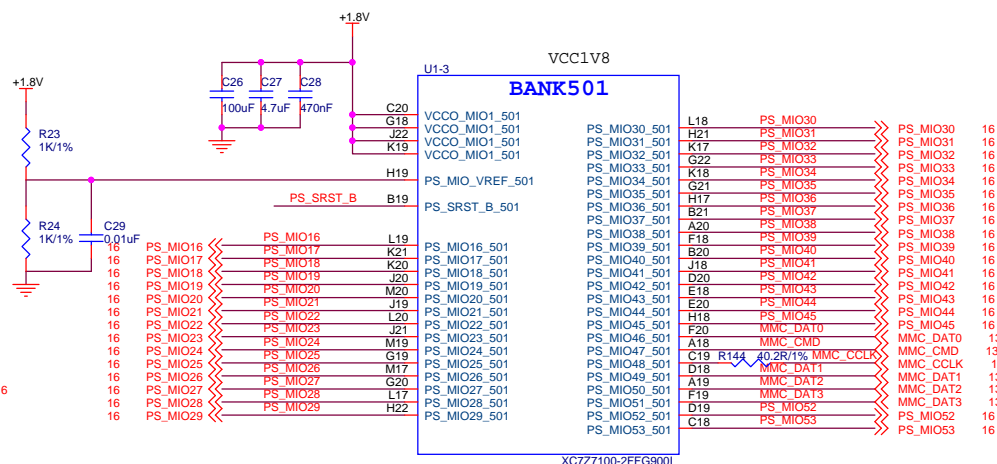 +1.8V
VCC1V8
+1.8V
U1-3
BANK501
C26 C27 C28
100uF 4.7uF 470nF
R23
1K/1%
C20 VCCO_MIO1_501
G18 VCCO_MIO1_501
J22 VCCO_MIO1_501
K19 VCCO_MIO1_501
H19 PS_MIO_VREF_501
PS_SRST_B B19 PS_SRST_B_501
R24
1K/1%
C29
0.01uF
16 PS_MIO16 PS_MIO16 L19 PS_MIO16_501
16 PS_MIO17 PS_MIO17 K21 PS_MIO17_501
16 PS_MIO18 PS_MIO18 K20 PS_MIO18_501
16 PS_MIO19 PS_MIO19 J20 PS_MIO19_501
16 PS_MIO20 PS_MIO20 M20 PS_MIO20_501
16 PS_MIO21 PS_MIO21 J19 PS_MIO21_501
16 PS_MIO22 PS_MIO22 L20 PS_MIO22_501
16 PS_MIO23 PS_MIO23 J21 PS_MIO23_501
16 PS_MIO24 PS_MIO24 M19 PS_MIO24_501
16 PS_MIO25 PS_MIO25 G19 PS_MIO25_501
16 PS_MIO26 PS_MIO26 M17 PS_MIO26_501
16 PS_MIO27 PS_MIO27 G20 PS_MIO27_501
16 PS_MIO28 PS_MIO28 L17 PS_MIO28_501
16 PS_MIO29 PS_MIO29 H22 PS_MIO29_501
6
PS_MIO30_501 L18 PS_MIO30 PS_MIO30 16
PS_MIO31_501 H21 PS_MIO31 PS_MIO31 16
PS_MIO32_501 K17 PS_MIO32 PS_MIO32 16
PS_MIO33_501 G22 PS_MIO33 PS_MIO33 16
PS_MIO34_501 K18 PS_MIO34 PS_MIO34 16
PS_MIO35_501 G21 PS_MIO35 PS_MIO35 16
PS_MIO36_501 H17 PS_MIO36 PS_MIO36 16
PS_MIO37_501 B21 PS_MIO37 PS_MIO37 16
PS_MIO38_501 A20 PS_MIO38 PS_MIO38 16
PS_MIO39_501 F18 PS_MIO39 PS_MIO39 16
PS_MIO40_501 B20 PS_MIO40 PS_MIO40 16
PS_MIO41_501 J18 PS_MIO41 PS_MIO41 16
PS_MIO42_501 D20 PS_MIO42 PS_MIO42 16
PS_MIO43_501 E18 PS_MIO43 PS_MIO43 16
PS_MIO44_501 E20 PS_MIO44 PS_MIO44 16
PS_MIO45_501 H18 PS_MIO45 PS_MIO45 16
PS_MIO46_501 F20 MMC_DAT0 MMC_DAT0 13
PS_MIO47_501 A18 MMC_CMD MMC_CMD 13
PS_MIO48_501 C19 R144 40.2R/1% MMC_CCLK MMC_CCLK 1
PS_MIO49_501 D18 MMC_DAT1 MMC_DAT1 13
PS_MIO50_501 A19 MMC_DAT2 MMC_DAT2 13
PS_MIO51_501 F19 MMC_DAT3 MMC_DAT3 13
PS_MIO52_501 D19 PS_MIO52 PS_MIO52 16
PS_MIO53_501 C18 PS_MIO53 PS_MIO53 16